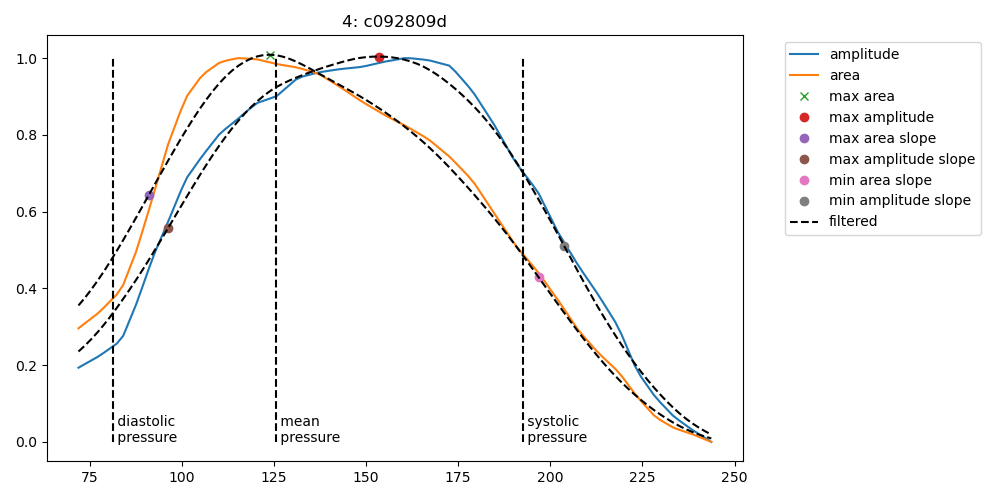 4: c092809d
1.0
0.8
0.6
0.4
0.2
0.0
diastolic
pressure
mean
pressure
systolic
pressure
75
100
125
150
175
200
225
250
amplitude
area
max area
max amplitude
max area slope
max amplitude slope
min area slope
min amplitude slope
filtered